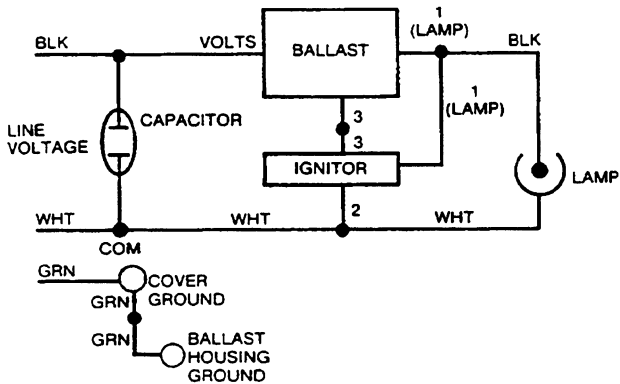 1
(LAMP)
BLK
VOLTS
BALLAST
BLK
1
(LAMP)
3
CAPACITOR
LINE
VOLTAGE
3
IGNITOR
LAMP
2
WHT
WHT
WHT
COM
GRN
COVER
GROUND
GRN
GRN
BALLAST
HOUSING
GROUND